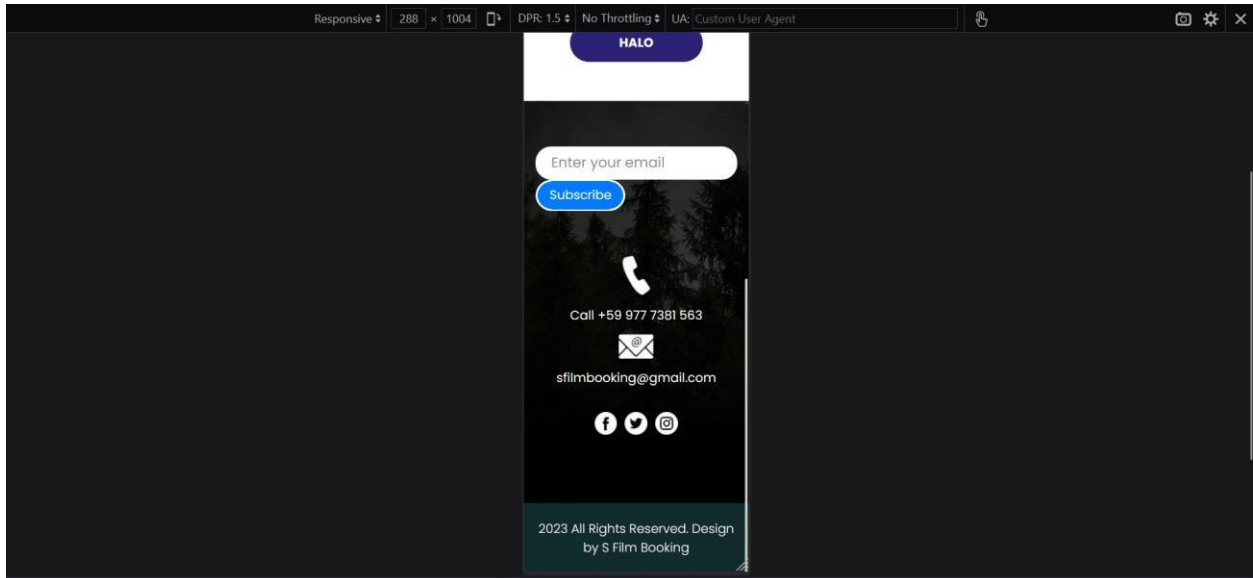 Responsive 288 × 1004 DPR: 1.5 No Throttling UA: Custom User Agent
HALO
Enter your email
Subscribe
Call +59 977 7381 563
@
sfilmbooking@gmail.com
2023 All Rights Reserved. Design
by S Film Booking